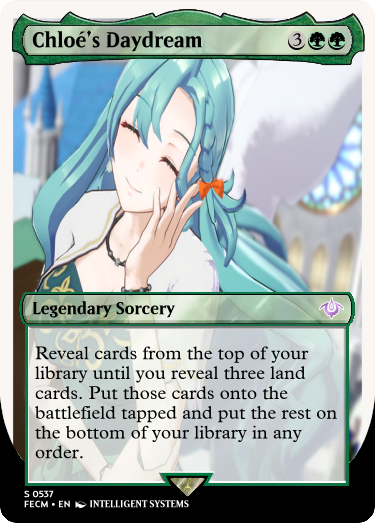 Chloé's Daydream 3
Legendary Sorcery
Reveal cards from the top of your
library until you reveal three land
cards. Put those cards onto the
battlefield tapped and put the rest on
the bottom of your library in any
order.
S 0537
FECM • EN INTELLIGENT SYSTEMS